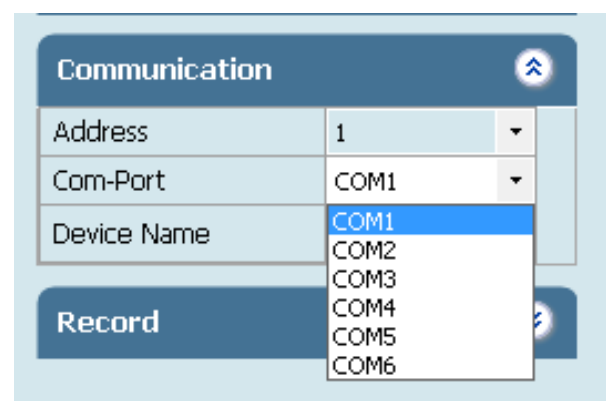 Communication
Address 1
Com-Port COM1
Device Name COM1
COM2
COM3
Record COM4
COM5
COM6